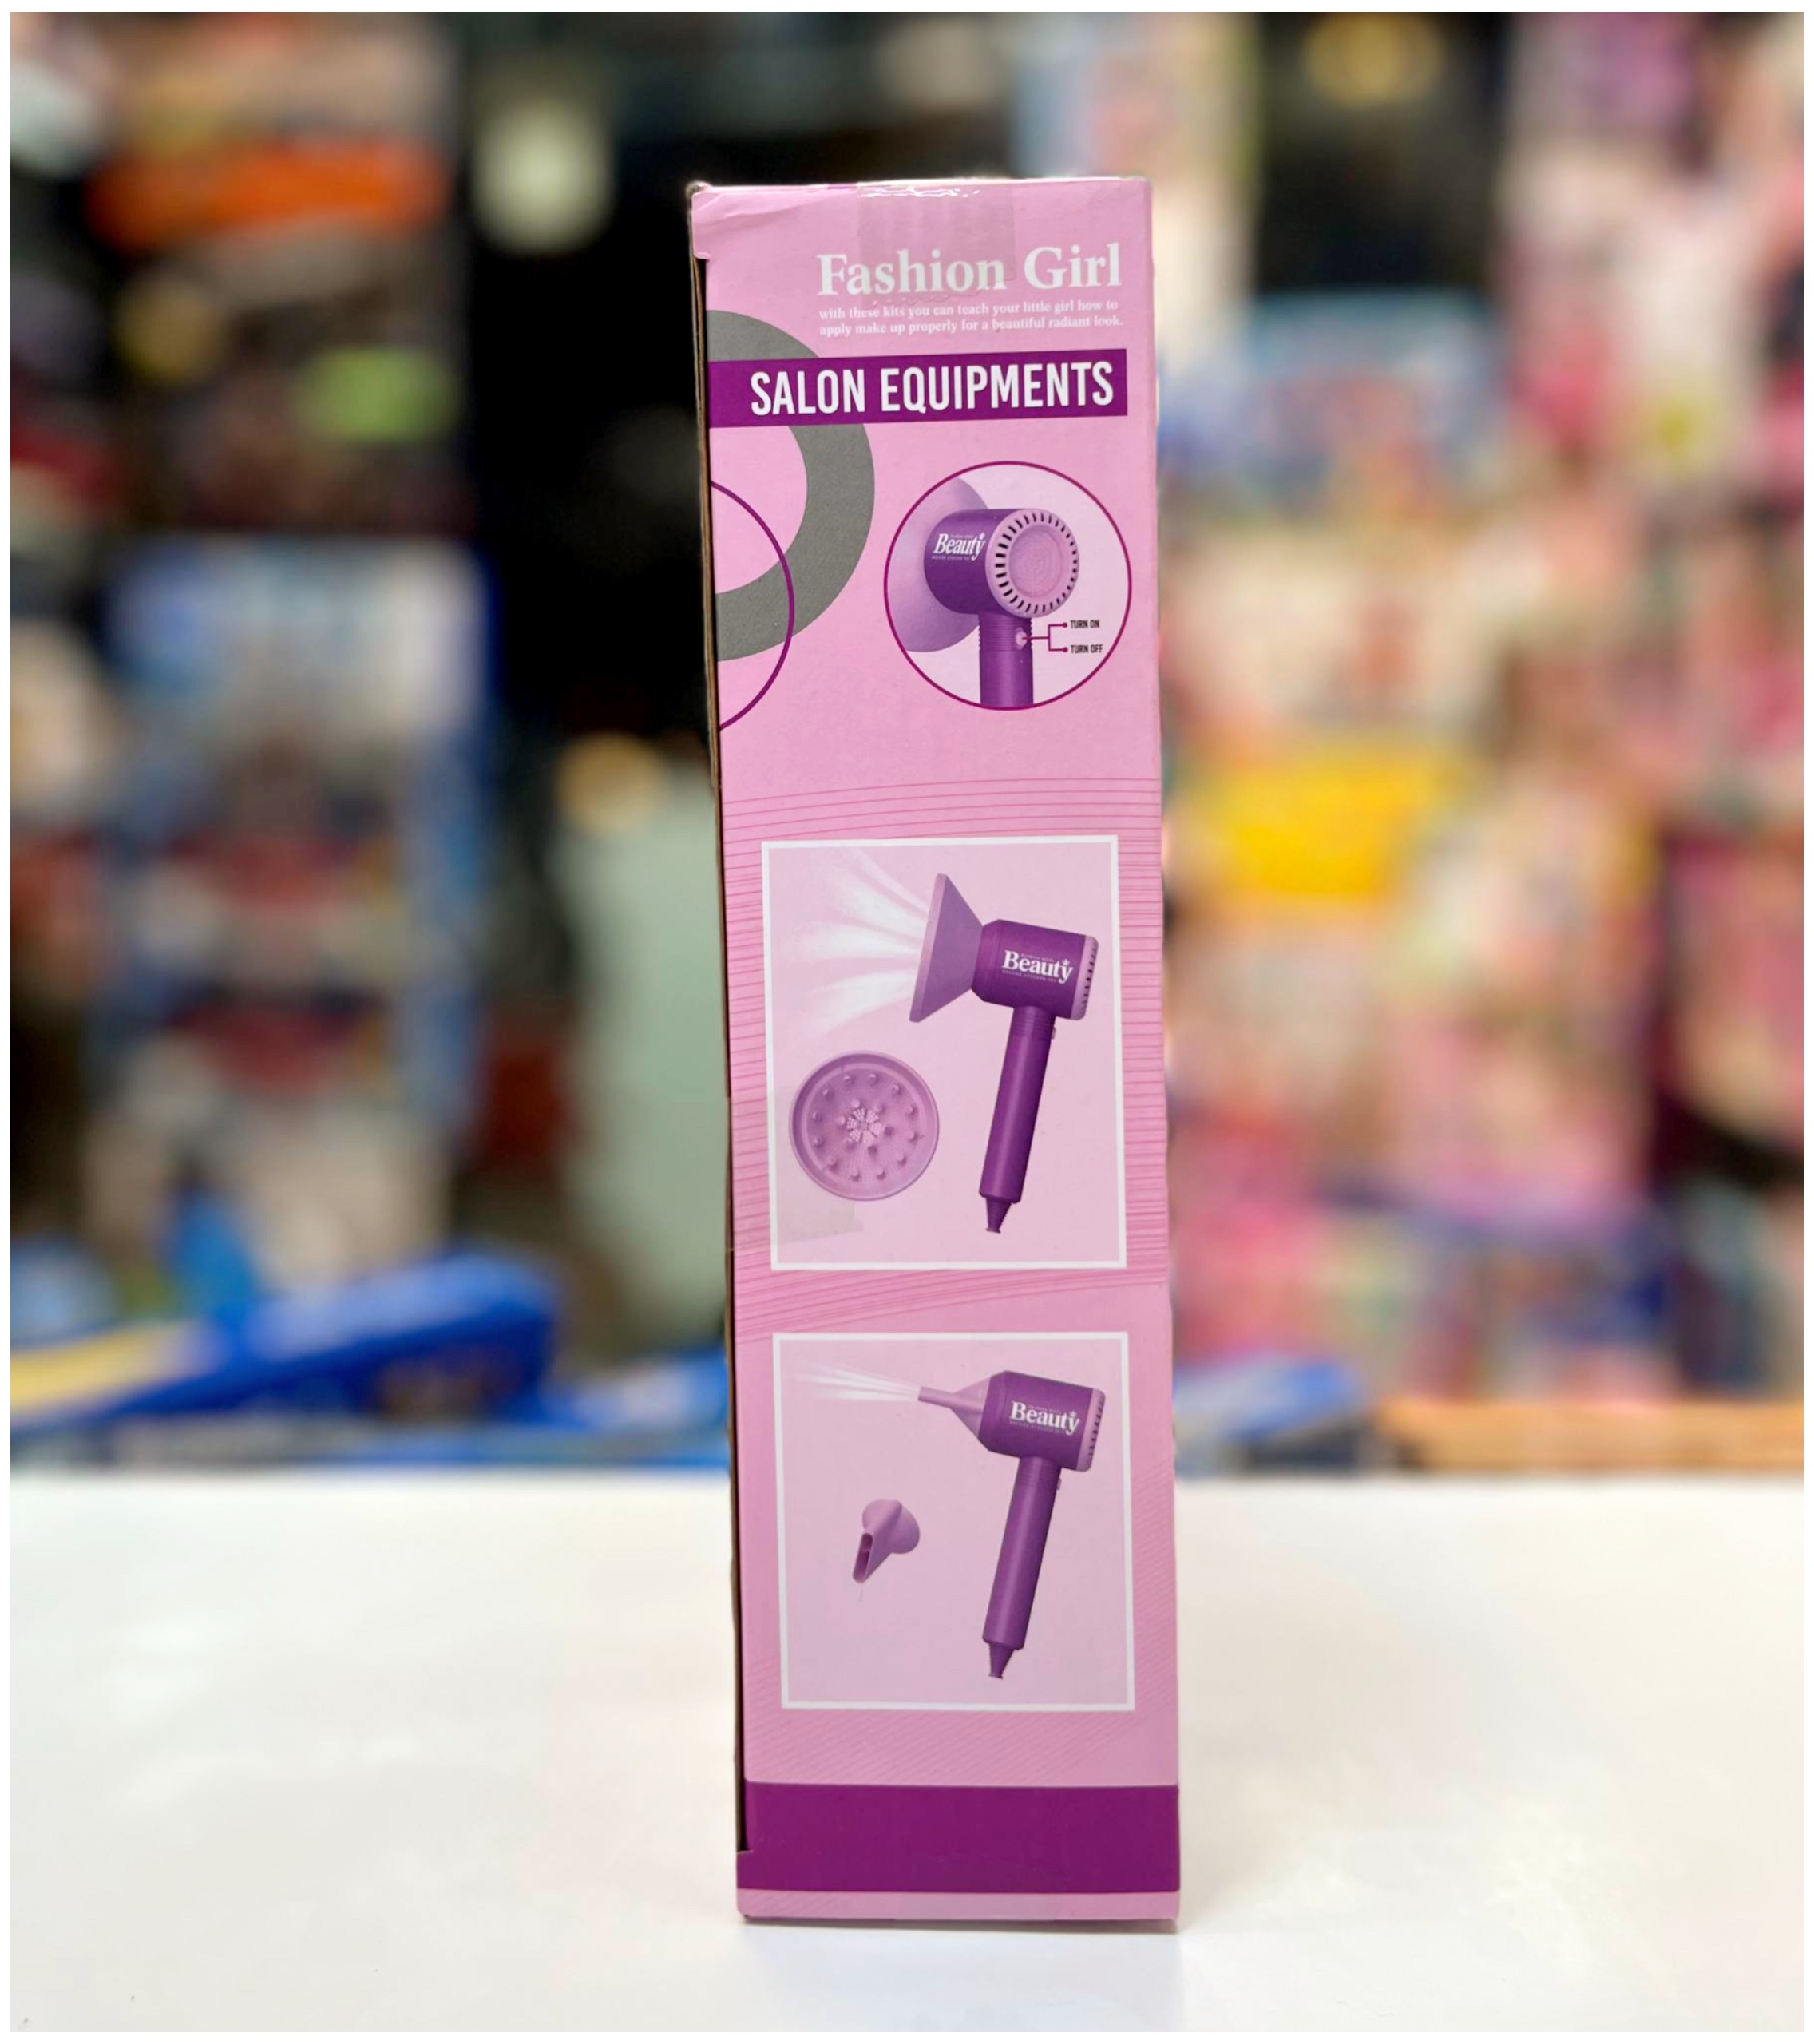 Fashion Girl
with these kits you can teach your little girl how to
apply make up properly for a beautiful radiant look.
SALON EQUIPMENTS
Beauty
TURN ON
TURN OFF
Beauty
Beauty